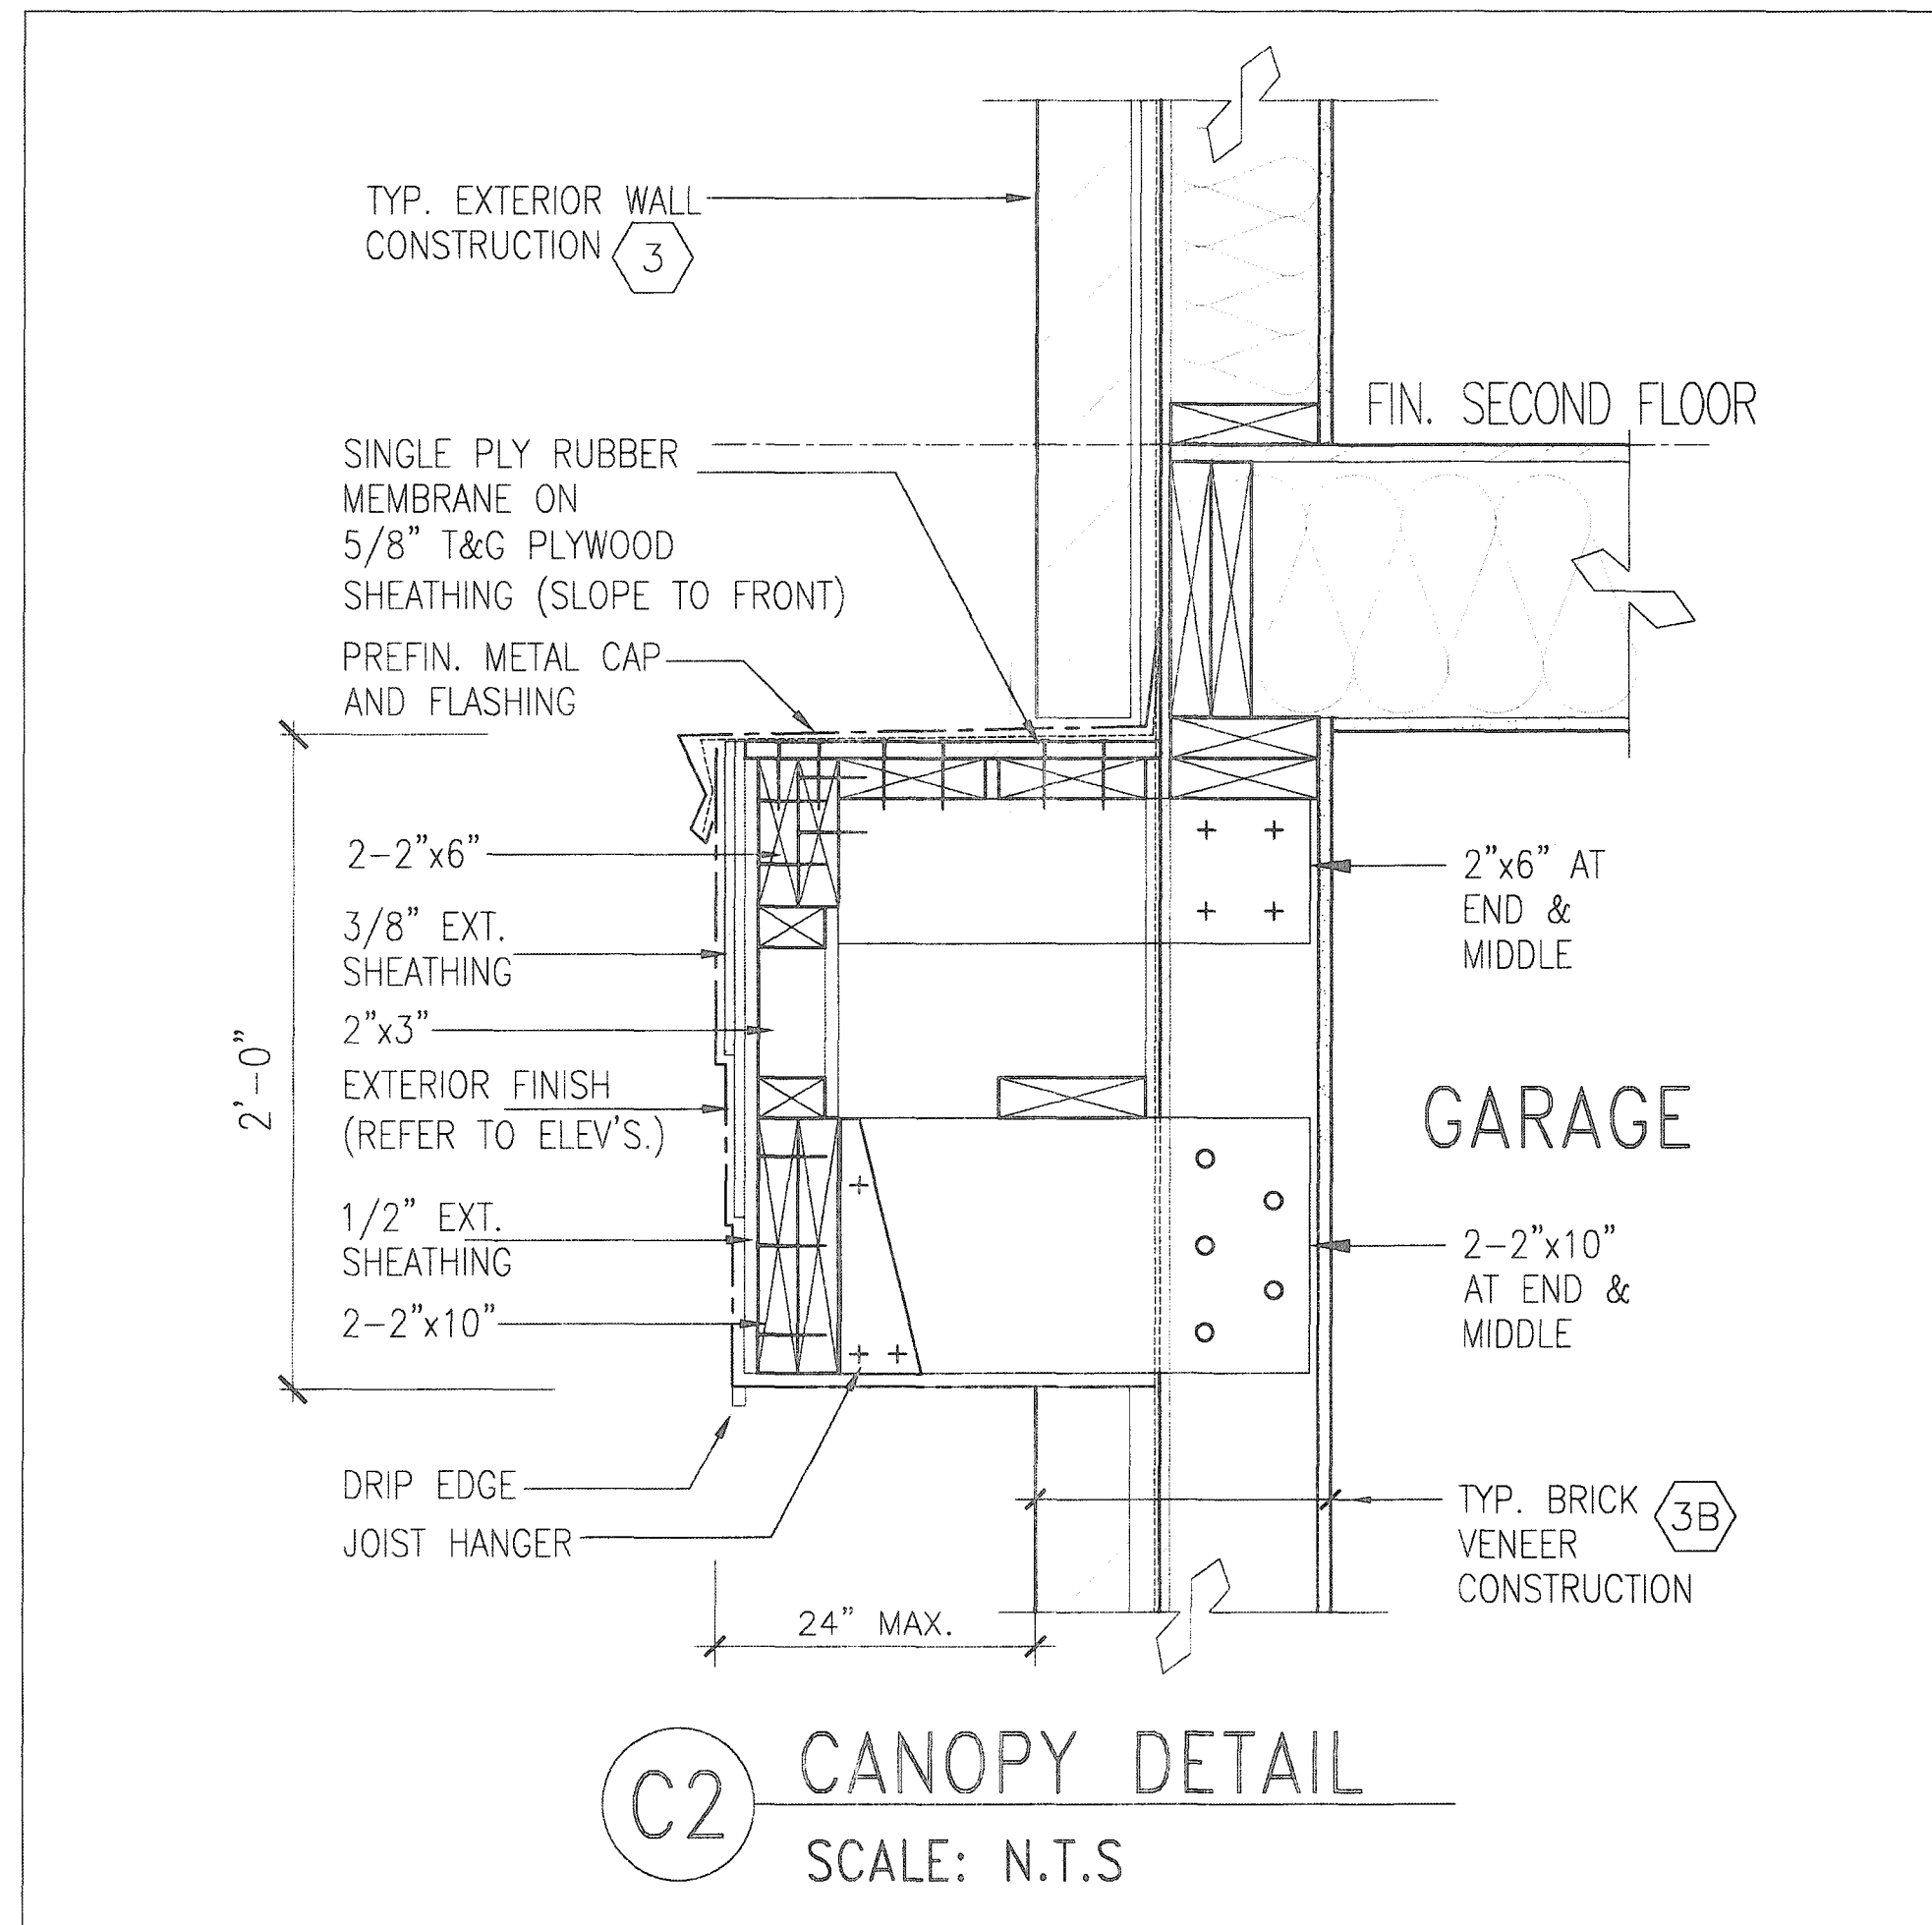 TYP. EXTERIOR WALL
CONSTRUCTION 3
FIN. SECOND FLOOR
SINGLE PLY RUBBER
MEMBRANE ON
5/8" T&G PLYWOOD
SHEATHING (SLOPE TO FRONT)
PREFIN. METAL CAP
AND FLASHING
2-2"x6"
3/8" EXT.
SHEATHING
2"x3"
EXTERIOR FINISH
(REFER TO ELEV'S.)
1/2" EXT.
SHEATHING
2-2"x10"
2'-0"
DRIP EDGE
JOIST HANGER
2"x6" AT
END &
MIDDLE
GARAGE
2-2"x10"
AT END &
MIDDLE
TYP. BRICK 3B
VENEER
CONSTRUCTION
24" MAX.
C2 CANOPY DETAIL
SCALE: N.T.S